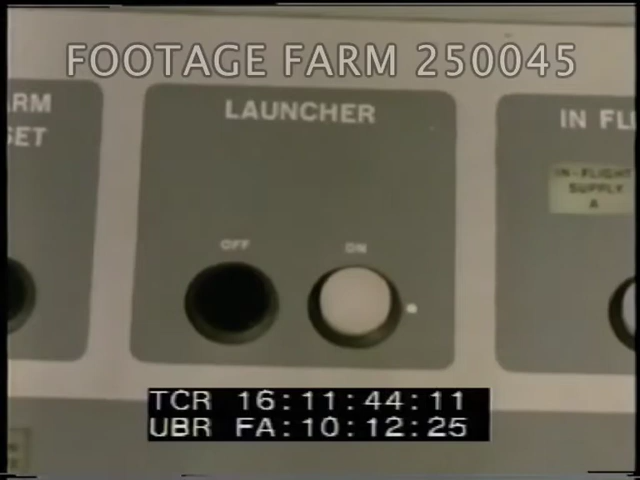 FOOTAGE FARM 250045
ARM
SET
LAUNCHER
IN FLI
IN-FLIGHT
SUPPLY
A
OFF
ON
TCR 16:11:44:11
UBR FA:10:12:25